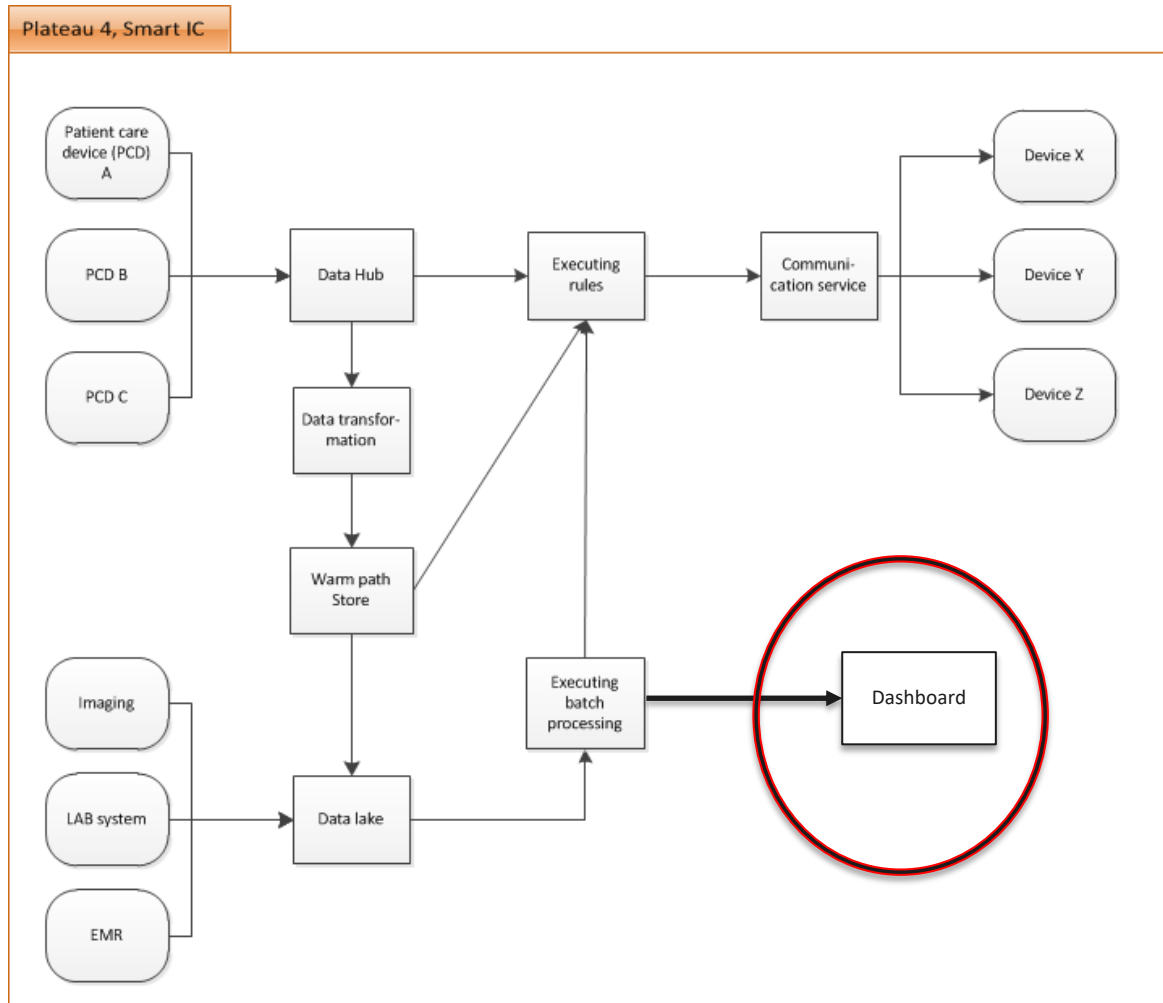 Plateau 4, Smart IC
Patient care
device (PCD)
A
Device X
PCD B
Data Hub
Executing
rules
Communi-
cation service
Device Y
PCD C
Data transfor-
mation
Device Z
Warm path
Store
Imaging
Executing
batch
processing
Dashboard
LAB system
Data lake
EMR